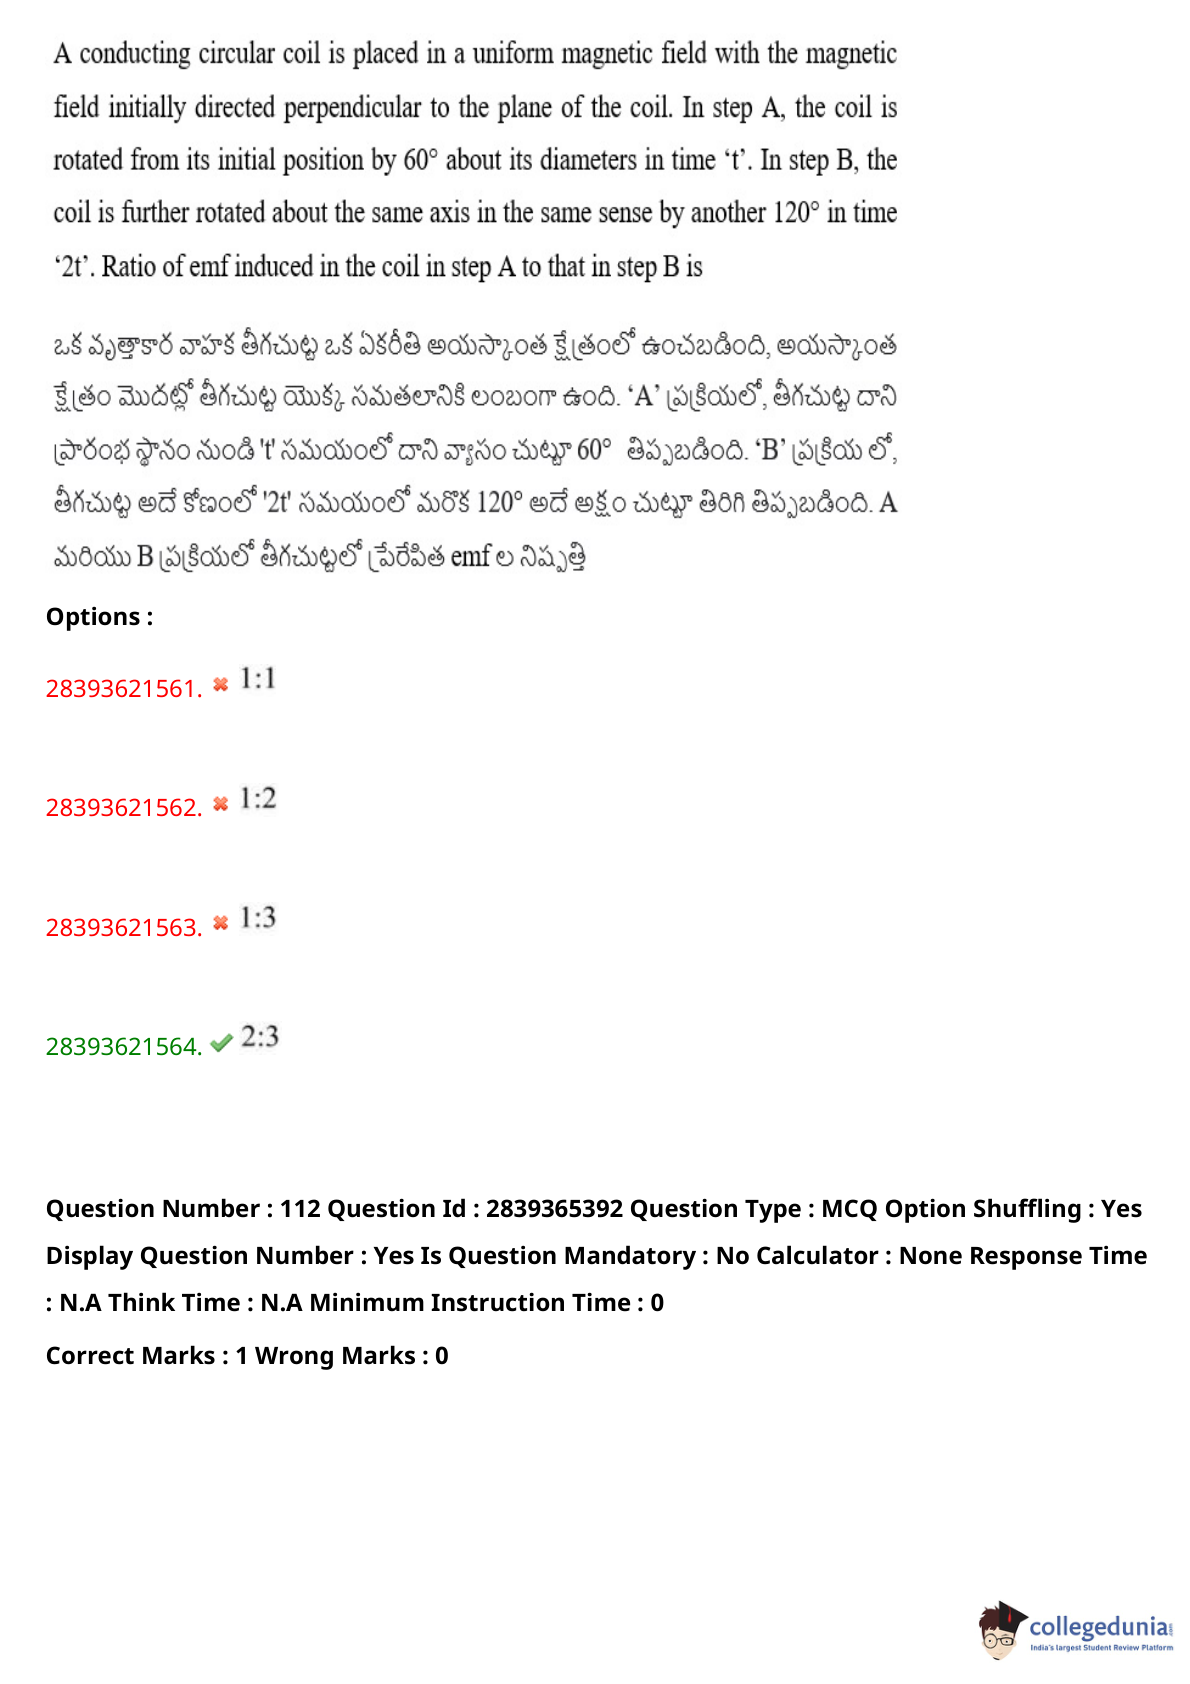 A conducting circular coil is placed in a uniform magnetic field with the magnetic
field initially directed perpendicular to the plane of the coil. In step A, the coil is
rotated from its initial position by 60° about its diameters in time ‘t’. In step B, the
coil is further rotated about the same axis in the same sense by another 120° in time
‘2t’. Ratio of emf induced in the coil in step A to that in step B is
ఒక వృత్తాకార వాహక తీగచుట్ట ఒక ఏకరీతి అయస్కాంత క్షేత్రంలో ఉంచబడింది, అయస్కాంత
క్షేత్రం మొదట్లో తీగచుట్ట యొక్క సమతలానికి లంబంగా ఉంది. ‘A’ ప్రక్రియలో, తీగచుట్ట దాని
ప్రారంభ స్థానం నుండి 't' సమయంలో దాని వ్యాసం చుట్టూ 60° తిప్పబడింది. ‘B’ ప్రక్రియ లో,
తీగచుట్ట అదే కోణంలో '2t' సమయంలో మరొక 120° అదే అక్షం చుట్టూ తిరిగి తిప్పబడింది. A
మరియు B ప్రక్రియలో తీగచుట్టలో ప్రేరేపిత emf ల నిష్పత్తి
Options :
28393621561. 1:1
28393621562. 1:2
28393621563. 1:3
28393621564. 2:3
Question Number : 112 Question Id : 2839365392 Question Type : MCQ Option Shuffling : Yes
Display Question Number : Yes Is Question Mandatory : No Calculator : None Response Time
: N.A Think Time : N.A Minimum Instruction Time : 0
Correct Marks : 1 Wrong Marks : 0
collegedunia
India's largest Student Review Platform